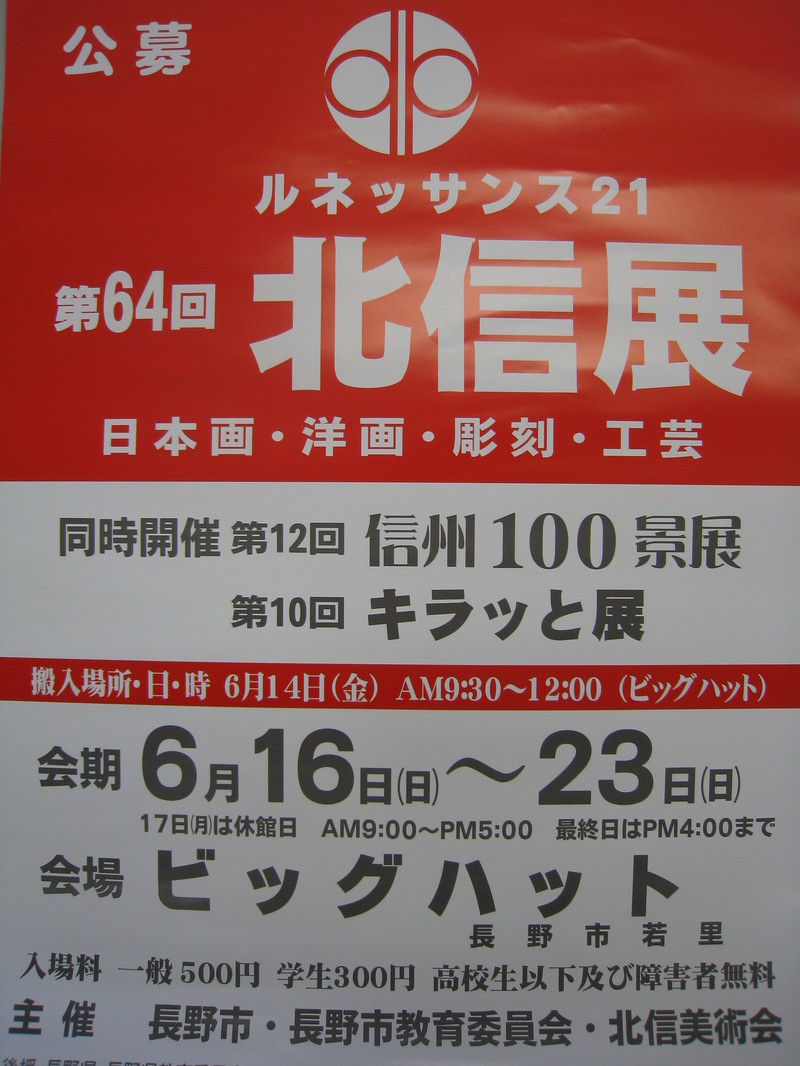 公募
ルネッサンス21
第64回 北信展
日本画・洋画・彫刻・工芸
同時開催 第12回 信州100景展
第10回 キラッと展
搬入場所・日・時 6月14日(金) AM9:30～12:00 (ビッグハット)
会期 6月16日(日)～23日(日)
17日(月)は休館日 AM9:00～PM5:00 最終日はPM4:00まで
会場 ビッグハット
長野市若里
入場料 一般500円 学生300円 高校生以下及び障害者無料
主催 長野市・長野市教育委員会・北信美術会